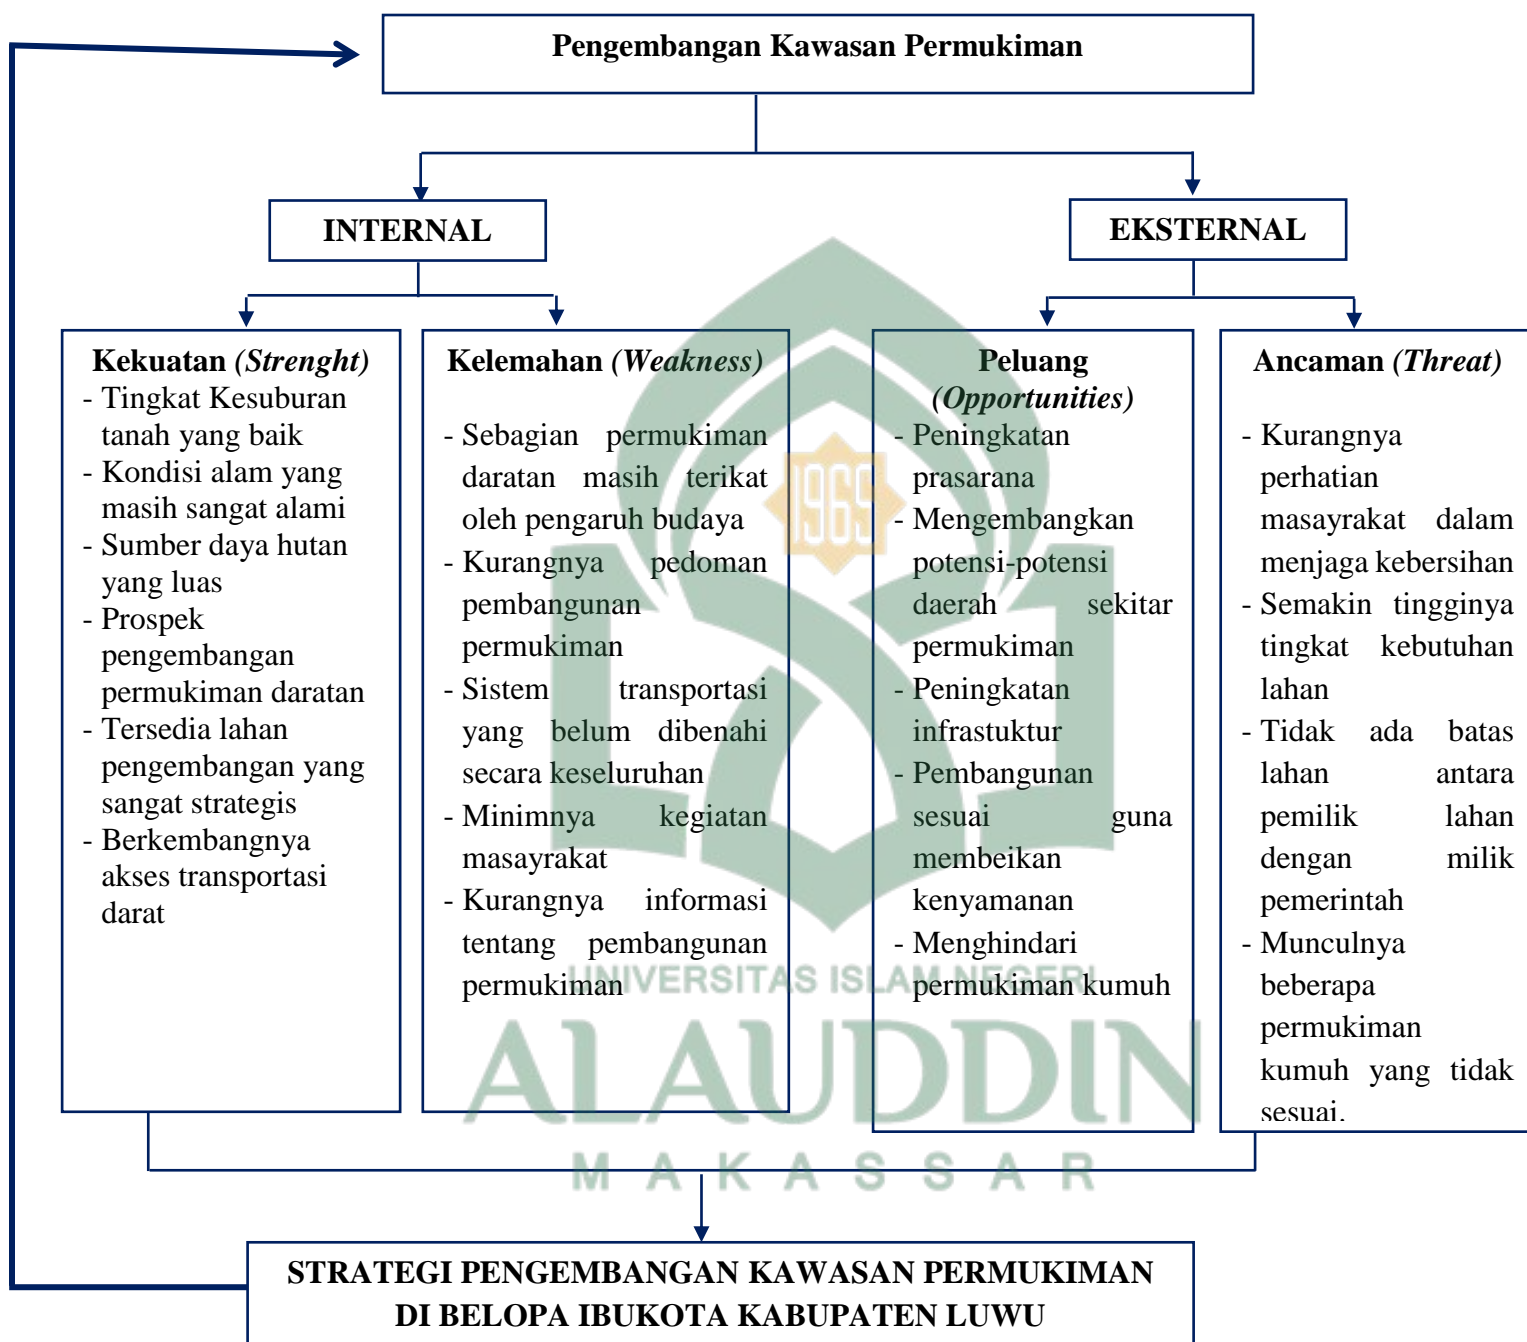 Pengembangan Kawasan Permukiman
INTERNAL
EKSTERNAL
Kekuatan (Strenght)
- Tingkat Kesuburan
tanah yang baik
- Kondisi alam yang
masih sangat alami
- Sumber daya hutan
yang luas
- Prospek
pengembangan
permukiman daratan
- Tersedia lahan
pengembangan yang
sangat strategis
- Berkembangnya
akses transportasi
darat
Kelemahan (Weakness)
- Sebagian permukiman
daratan masih terikat
oleh pengaruh budaya
- Kurangnya pedoman
pembangunan
permukiman
- Sistem transportasi
yang belum dibenahi
secara keseluruhan
- Minimnya kegiatan
masayrakat
- Kurangnya informasi
tentang pembangunan
permukiman
Peluang
(Opportunities)
- Peningkatan
prasarana
- Mengembangkan
potensi-potensi
daerah sekitar
permukiman
- Peningkatan
infrastuktur
- Pembangunan
sesuai guna
membeikan
kenyamanan
- Menghindari
permukiman kumuh
Ancaman (Threat)
- Kurangnya
perhatian
masayrakat dalam
menjaga kebersihan
- Semakin tingginya
tingkat kebutuhan
lahan
- Tidak ada batas
lahan antara
pemilik lahan
dengan milik
pemerintah
- Munculnya
beberapa
permukiman
kumuh yang tidak
sesuai.
1969
UNIVERSITAS ISLAM NEGERI
ALAUDDIN
MAKASSAR
STRATEGI PENGEMBANGAN KAWASAN PERMUKIMAN
DI BELOPA IBUKOTA KABUPATEN LUWU